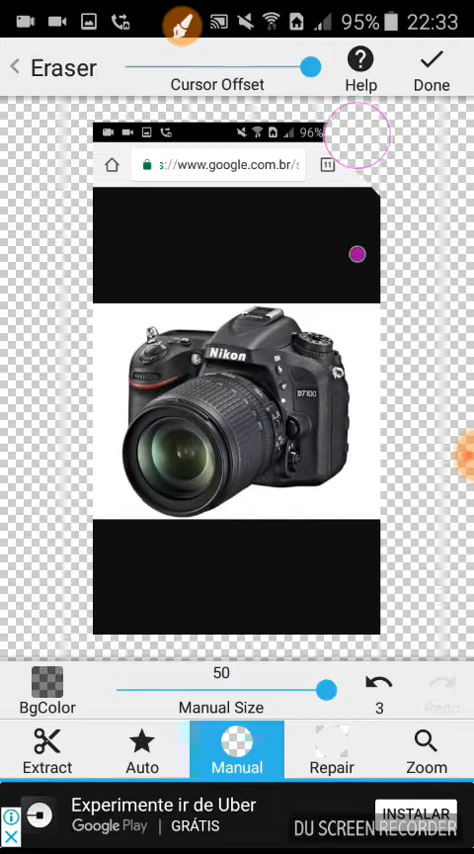 95% 22:33
Eraser
Cursor Offset
Help
Done
96%
s://www.google.com.br/s
11
Nikon
D7100
50
BgColor
Manual Size
3
Redo
Extract
Auto
Manual
Repair
Zoom
Experimente ir de Uber
Google Play | GRÁTIS
INSTALAR
DU SCREEN RECORDER